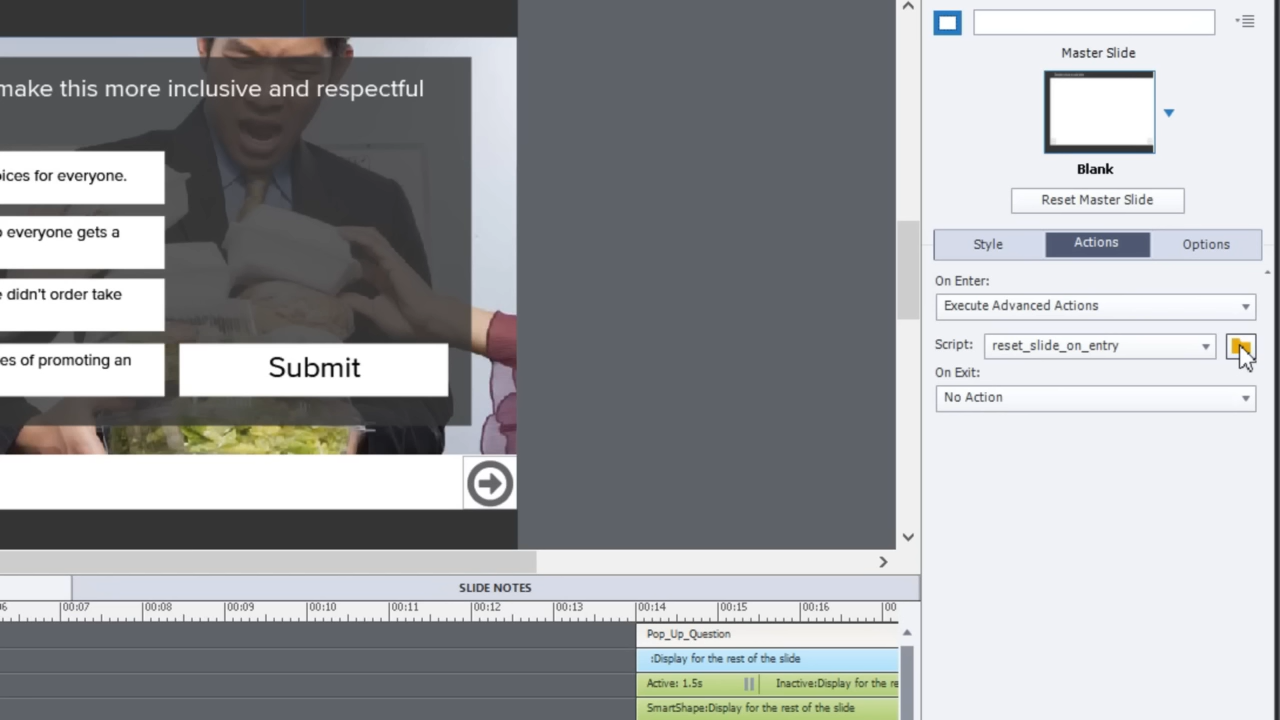 Master Slide
Blank
Reset Master Slide
Style Actions Options
On Enter:
Execute Advanced Actions
Script: reset_slide_on_entry
On Exit:
No Action
make this more inclusive and respectful
ices for everyone.
everyone gets a
didn't order take
es of promoting an
Submit
SLIDE NOTES
00:07 00:08 00:09 00:10 00:11 00:12 00:13 00:14 00:15 00:16 00
Pop_Up_Question
:Display for the rest of the slide
Active: 1.5s Inactive:Display for the re
SmartShape:Display for the rest of the slide